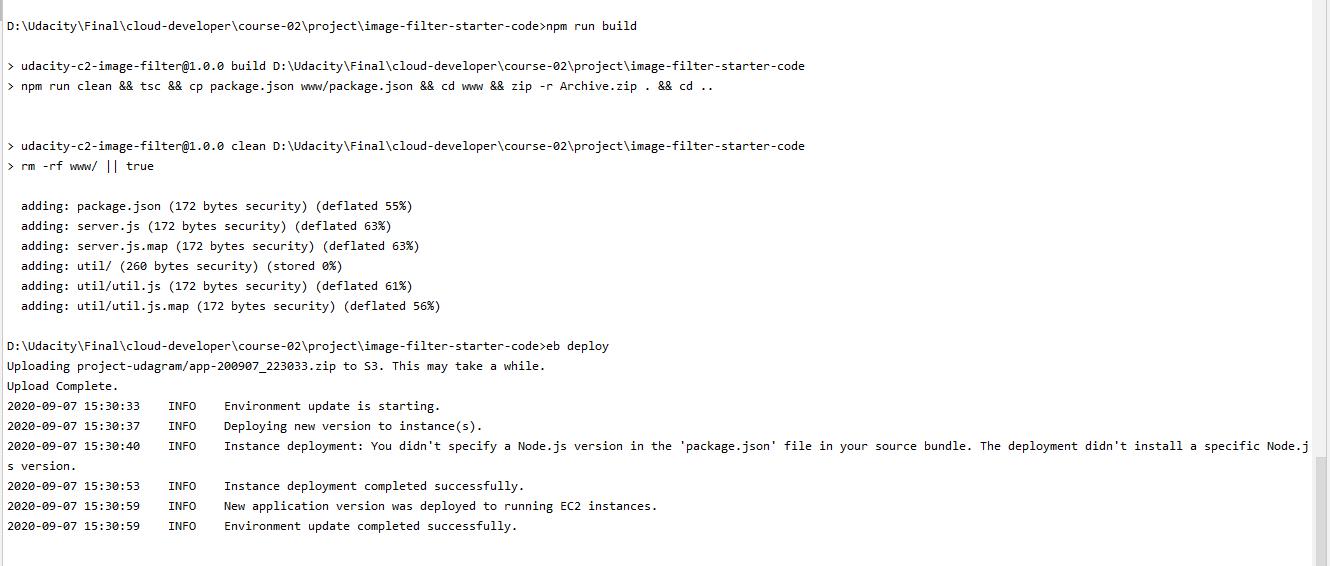 D:\Udacity\Final\cloud-developer\course-02\project\image-filter-starter-code>npm run build
> udacity-c2-image-filter@1.0.0 build D:\Udacity\Final\cloud-developer\course-02\project\image-filter-starter-code
> npm run clean && tsc && cp package.json www/package.json && cd www && zip -r Archive.zip . && cd ..
> udacity-c2-image-filter@1.0.0 clean D:\Udacity\Final\cloud-developer\course-02\project\image-filter-starter-code
> rm -rf www/ || true
  adding: package.json (172 bytes security) (deflated 55%)
  adding: server.js (172 bytes security) (deflated 63%)
  adding: server.js.map (172 bytes security) (deflated 63%)
  adding: util/ (260 bytes security) (stored 0%)
  adding: util/util.js (172 bytes security) (deflated 61%)
  adding: util/util.js.map (172 bytes security) (deflated 56%)
D:\Udacity\Final\cloud-developer\course-02\project\image-filter-starter-code>eb deploy
Uploading project-udagram/app-200907_223033.zip to S3. This may take a while.
Upload Complete.
2020-09-07 15:30:33    INFO    Environment update is starting.
2020-09-07 15:30:37    INFO    Deploying new version to instance(s).
2020-09-07 15:30:40    INFO    Instance deployment: You didn't specify a Node.js version in the 'package.json' file in your source bundle. The deployment didn't install a specific Node.j
s version.
2020-09-07 15:30:53    INFO    Instance deployment completed successfully.
2020-09-07 15:30:59    INFO    New application version was deployed to running EC2 instances.
2020-09-07 15:30:59    INFO    Environment update completed successfully.